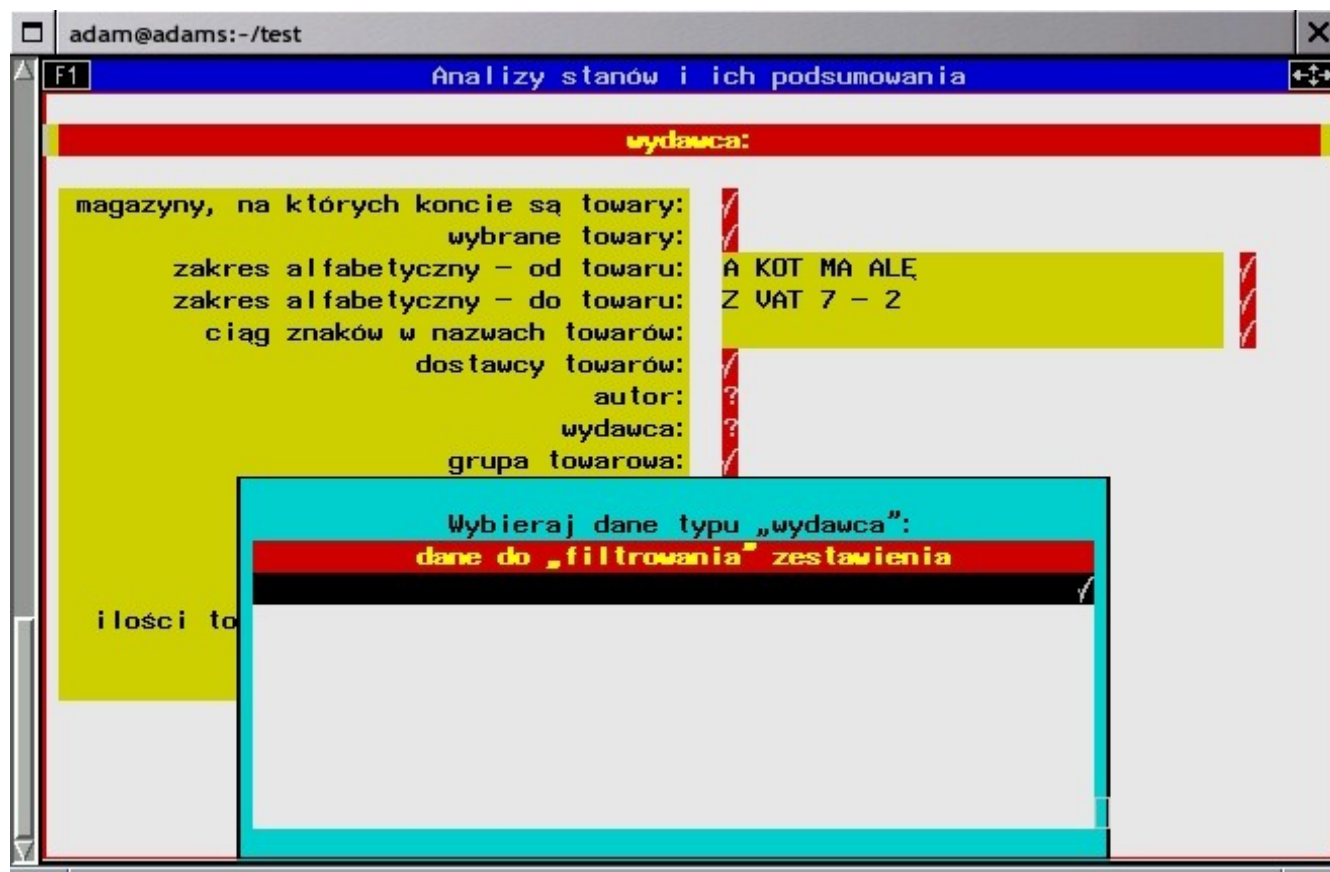 adam@adams:~/test
F1 Analizy stanów i ich podsumowania
wydawca:
magazyny, na których koncie są towary: √
wybrane towary: √
zakres alfabetyczny – od towaru: A KOT MA ALĘ √
zakres alfabetyczny – do towaru: Z VAT 7 – 2 √
ciąg znaków w nazwach towarów: √
dostawcy towarów: √
autor: ?
wydawca: ?
grupa towarowa: √
Wybieraj dane typu „wydawca”:
dane do „filtrowania” zestawienia
√
ilości to